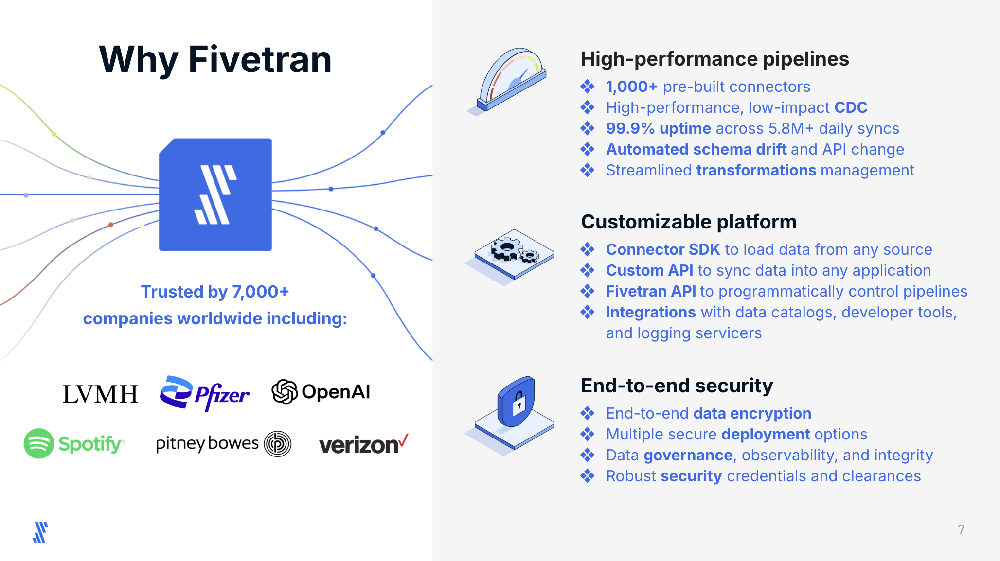 Why Fivetran
Trusted by 7,000+
companies worldwide including:
LVMH
Pfizer
OpenAI
Spotify®
pitney bowes
verizon
High-performance pipelines
❖ 1,000+ pre-built connectors
❖ High-performance, low-impact CDC
❖ 99.9% uptime across 5.8M+ daily syncs
❖ Automated schema drift and API change
❖ Streamlined transformations management
Customizable platform
❖ Connector SDK to load data from any source
❖ Custom API to sync data into any application
❖ Fivetran API to programmatically control pipelines
❖ Integrations with data catalogs, developer tools,
and logging servicers
End-to-end security
❖ End-to-end data encryption
❖ Multiple secure deployment options
❖ Data governance, observability, and integrity
❖ Robust security credentials and clearances
7